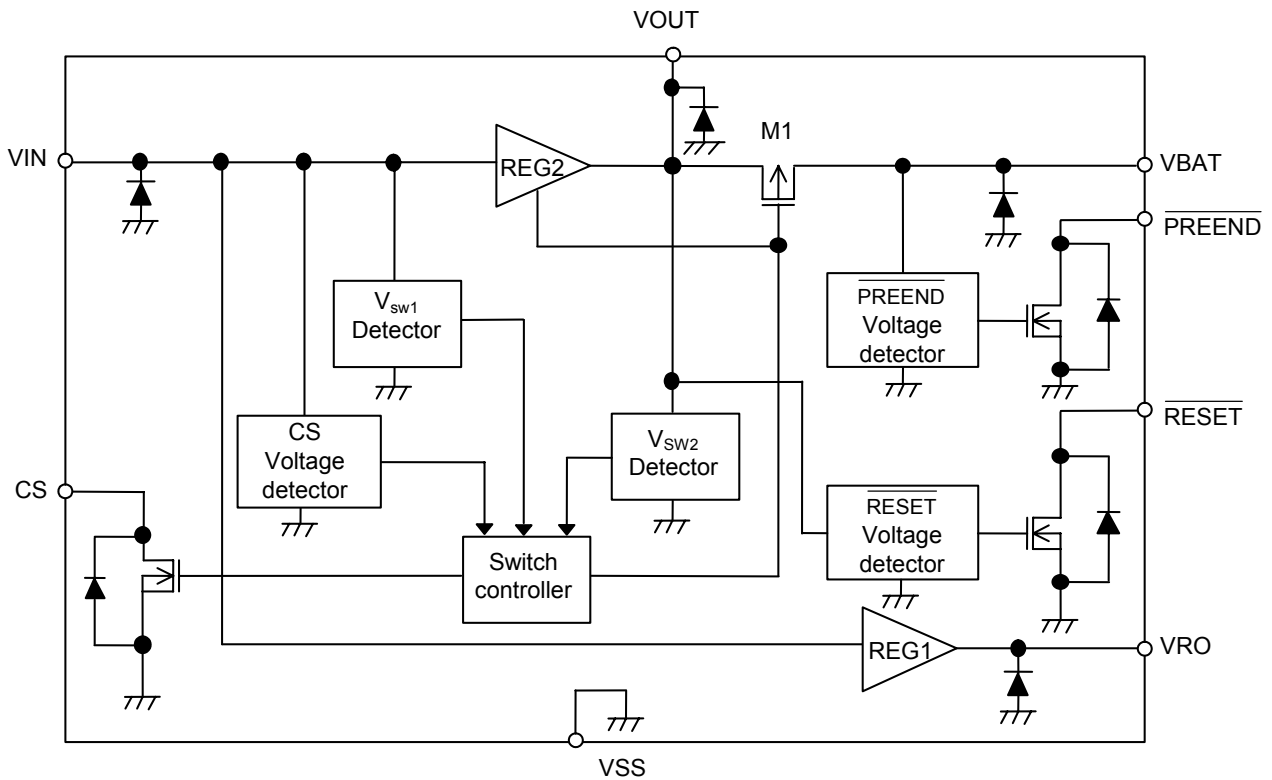 VOUT
M1
VIN
REG2
VBAT
PREEND
Vsw1
Detector
PREEND
Voltage
detector
CS
Voltage
detector
VSW2
Detector
RESET
CS
RESET
Voltage
detector
Switch
controller
REG1
VRO
VSS